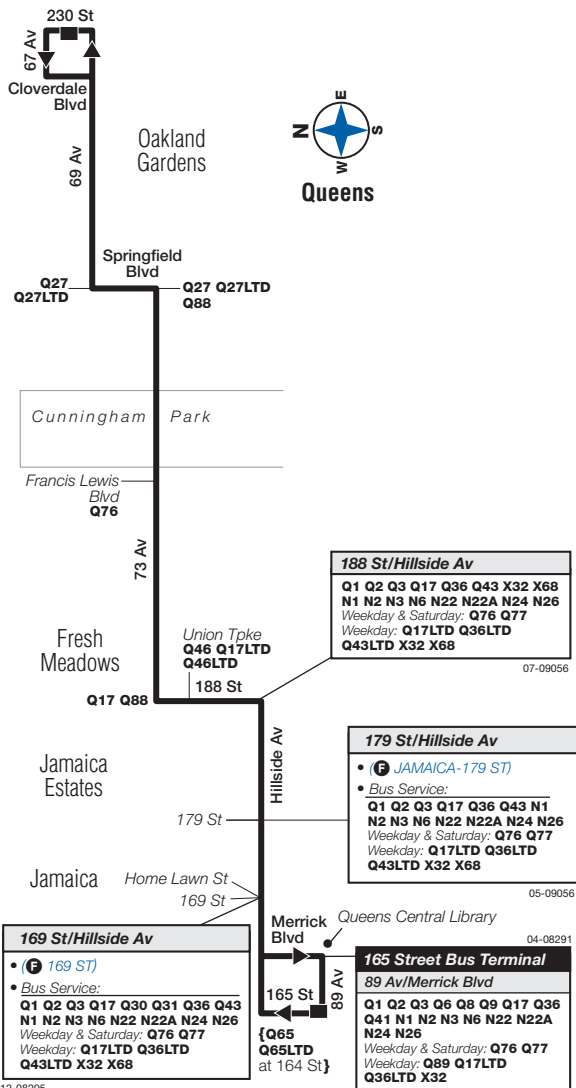 230 St
67 Av
Cloverdale
Blvd
69 Av
Oakland
Gardens
N
E
S
W
Queens
Springfield
Blvd
Q27
Q27LTD
Q27 Q27LTD
Q88
Cunningham Park
Francis Lewis
Blvd
Q76
73 Av
188 St/Hillside Av
Q1 Q2 Q3 Q17 Q36 Q43 X32 X68
N1 N2 N3 N6 N22 N22A N24 N26
Weekday & Saturday: Q76 Q77
Weekday: Q17LTD Q36LTD
Q43LTD X32 X68
07-09056
Fresh
Meadows
Union Tpke
Q46 Q17LTD
Q46LTD
188 St
Q17 Q88
Hillside Av
Jamaica
Estates
179 St/Hillside Av
• (F JAMAICA-179 ST)
• Bus Service:
Q1 Q2 Q3 Q17 Q36 Q43 N1
N2 N3 N6 N22 N22A N24 N26
Weekday & Saturday: Q76 Q77
Weekday: Q17LTD Q36LTD
Q43LTD X32 X68
05-09056
179 St
Jamaica
Home Lawn St
169 St
Queens Central Library
Merrick
Blvd
89 Av
165 St
{Q65
Q65LTD
at 164 St}
169 St/Hillside Av
• (F 169 ST)
• Bus Service:
Q1 Q2 Q3 Q17 Q30 Q31 Q36 Q43
N1 N2 N3 N6 N22 N22A N24 N26
Weekday & Saturday: Q76 Q77
Weekday: Q17LTD Q36LTD
Q43LTD X32 X68
12-08295
04-08291
165 Street Bus Terminal
89 Av/Merrick Blvd
Q1 Q2 Q3 Q6 Q8 Q9 Q17 Q36
Q41 N1 N2 N3 N6 N22 N22A
N24 N26
Weekday & Saturday: Q76 Q77
Weekday: Q89 Q17LTD
Q36LTD X32